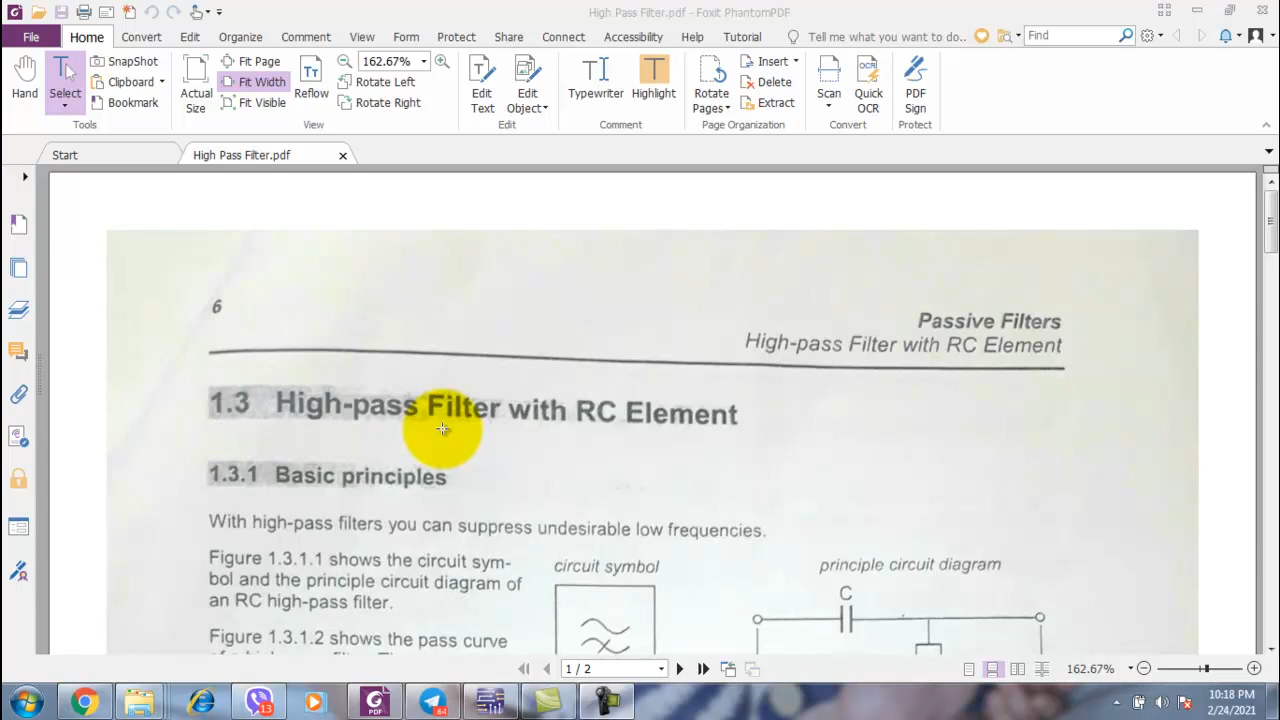 High Pass Filter.pdf - Foxit PhantomPDF
File Home Convert Edit Organize Comment View Form Protect Share Connect Accessibility Help Tutorial Tell me what you want to do.. Find
Hand Select SnapShot Clipboard Bookmark Actual Size Fit Page Fit Width Fit Visible Reflow 162.67% Rotate Left Rotate Right Edit Text Edit Object Typewriter Highlight Rotate Pages Insert Delete Extract Scan OCR Quick OCR PDF Sign
Tools View Edit Comment Page Organization Convert Protect
Start High Pass Filter.pdf
6
Passive Filters
High-pass Filter with RC Element
1.3 High-pass Filter with RC Element
1.3.1 Basic principles
With high-pass filters you can suppress undesirable low frequencies.
Figure 1.3.1.1 shows the circuit sym-
bol and the principle circuit diagram of
an RC high-pass filter.
Figure 1.3.1.2 shows the pass curve
circuit symbol
principle circuit diagram
C
1 / 2 162.67%
13 PDF 64 10:18 PM
2/24/2021